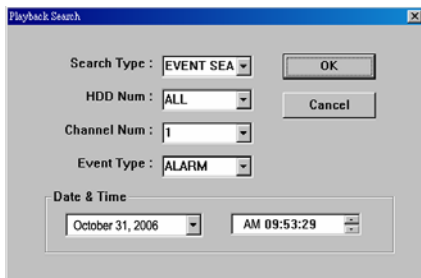 Playback Search
Search Type : EVENT SEA
OK
HDD Num : ALL
Cancel
Channel Num : 1
Event Type : ALARM
Date & Time
October 31, 2006
AM 09:53:29